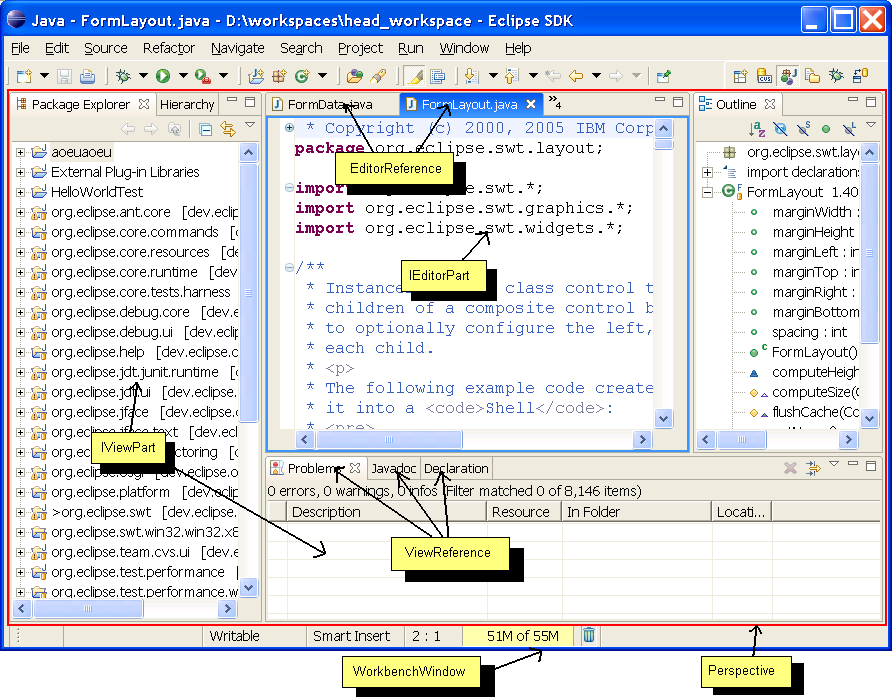 Java - FormLayout.java - D:\workspaces\head_workspace - Eclipse SDK
File Edit Source Refactor Navigate Search Project Run Window Help
Package Explorer Hierarchy
aoeuaoeu
External Plug-in Libraries
HelloWorldTest
org.eclipse.ant.core [dev.eclip
org.eclipse.core.commands [
org.eclipse.core.resources [de
org.eclipse.core.runtime [dev.e
org.eclipse.core.tests.harness
org.eclipse.debug.core [dev.e
org.eclipse.debug.ui [dev.eclip
org.eclipse.help [dev.eclipse.o
org.eclipse.jdt.junit.runtime [d
org.eclipse.jdt.ui [dev.eclipse.
org.eclipse.jface [dev.eclipse.
org.eclipse.jface.text [dev.ecl
IViewPart
toring [dev.ec
org.eclipse.osgi [dev.eclipse.o
org.eclipse.platform [dev.eclip
>org.eclipse.swt [dev.eclipse.
org.eclipse.swt.win32.win32.x8
org.eclipse.team.cvs.ui [dev.e
org.eclipse.test.performance [
org.eclipse.test.performance.w
FormData.java FormLayout.java »4
* Copyright (c) 2000, 2005 IBM Corp
package org.eclipse.swt.layout;
EditorReference
import org.eclipse.swt.*;
import org.eclipse.swt.graphics.*;
import org.eclipse.swt.widgets.*;
/**
IEditorPart
* Instance class control t
* children of a composite control b
* to optionally configure the left,
* each child.
* <p>
* The following example code create
* it into a <code>Shell</code>:
* <pre>
Outline
org.eclipse.swt.layo
import declarations
FormLayout 1.40
marginWidth :
marginHeight
marginLeft : in
marginTop : int
marginRight :
marginBottom
spacing : int
FormLayout()
computeHeigh
computeSize(C
flushCache(Co
Problems Javadoc Declaration
0 errors, 0 warnings, 0 infos (Filter matched 0 of 8,146 items)
Description Resource In Folder Locati...
ViewReference
Writable Smart Insert 2 : 1 51M of 55M
WorkbenchWindow
Perspective